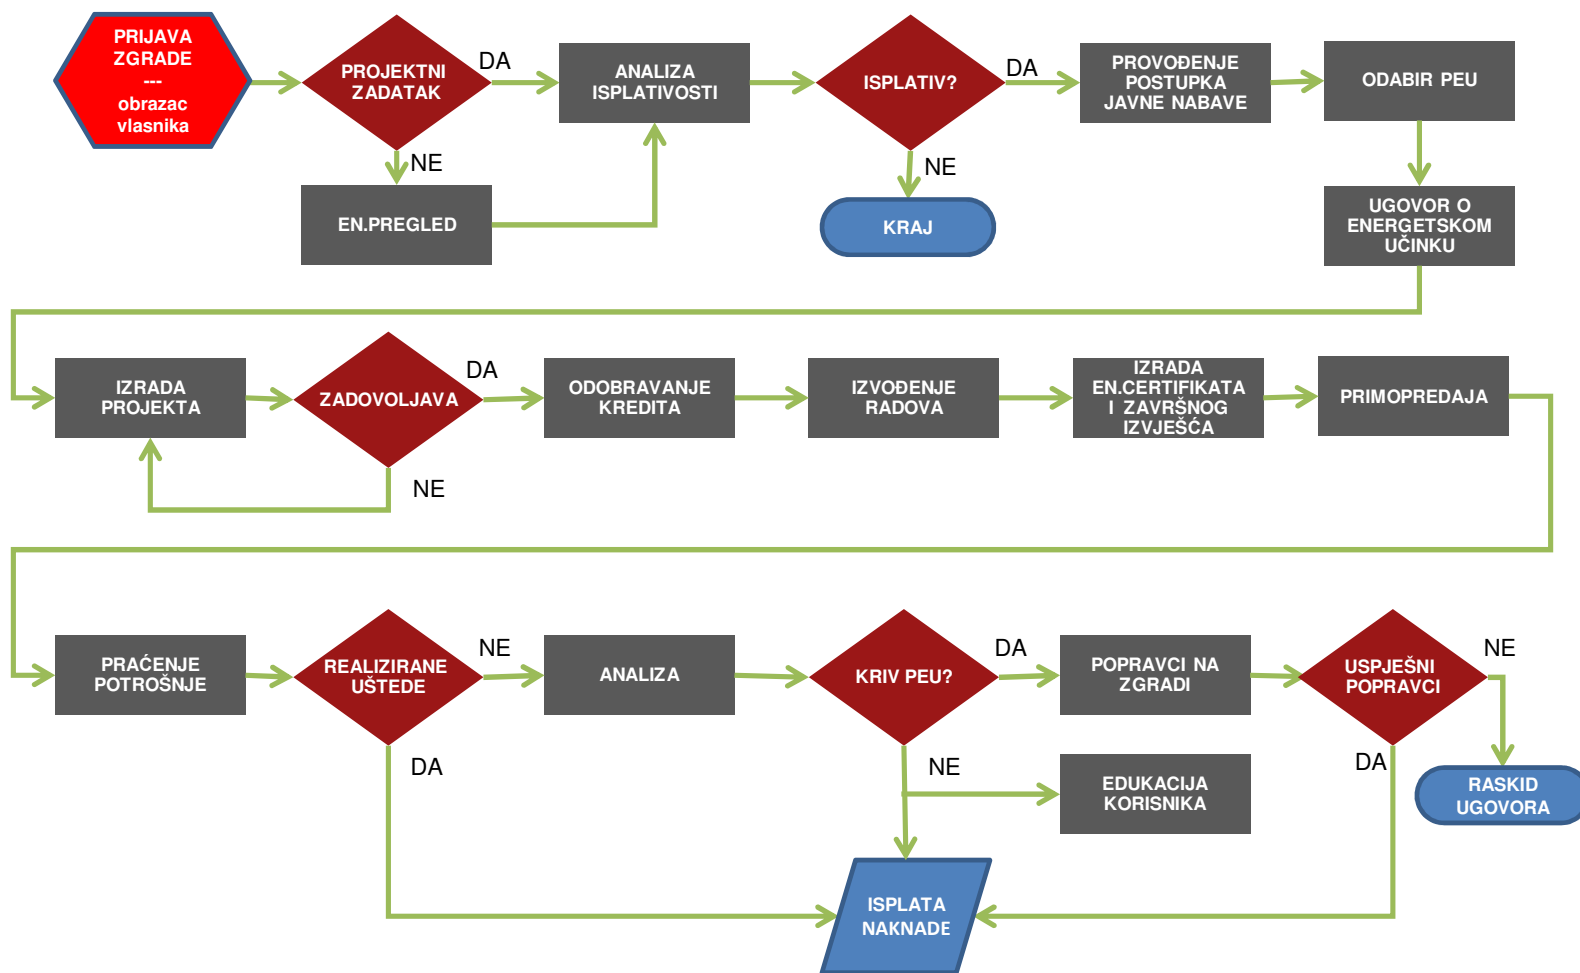 PRIJAVA
ZGRADE
---
obrazac
vlasnika
PROJEKTNI
ZADATAK
DA
NE
EN.PREGLED
ANALIZA
ISPLATIVOSTI
ISPLATIV?
DA
NE
KRAJ
PROVOĐENJE
POSTUPKA
JAVNE NABAVE
ODABIR PEU
UGOVOR O
ENERGETSKOM
UČINKU
IZRADA
PROJEKTA
ZADOVOLJAVA
DA
NE
ODOBRAVANJE
KREDITA
IZVOĐENJE
RADOVA
IZRADA
EN.CERTIFIKATA
I ZAVRŠNOG
IZVJEŠĆA
PRIMOPREDAJA
PRAĆENJE
POTROŠNJE
REALIZIRANE
UŠTEDE
NE
DA
ANALIZA
KRIV PEU?
DA
NE
POPRAVCI NA
ZGRADI
EDUKACIJA
KORISNIKA
USPJEŠNI
POPRAVCI
NE
DA
RASKID
UGOVORA
ISPLATA
NAKNADE